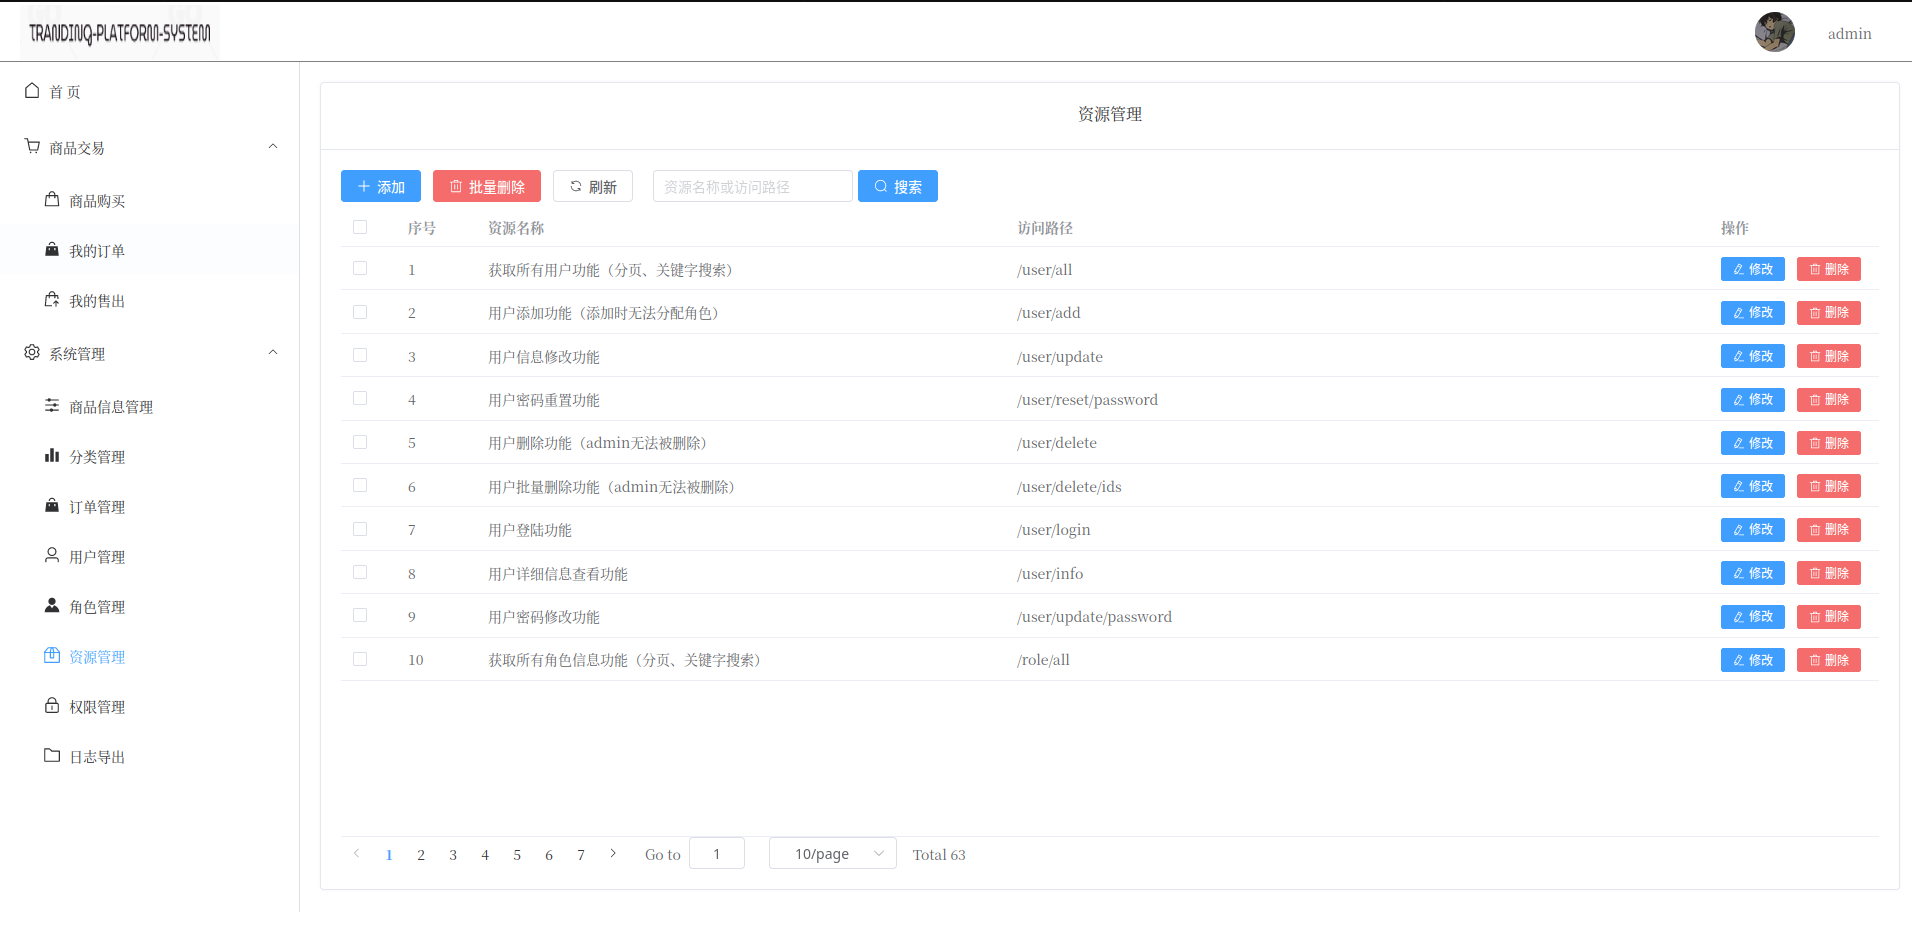 TRANDINQ-PLATFORM-SYSTEM
admin
首 页
商品交易
商品购买
我的订单
我的售出
系统管理
商品信息管理
分类管理
订单管理
用户管理
角色管理
资源管理
权限管理
日志导出
资源管理
添加 批量删除 刷新 资源名称或访问路径 搜索
序号 资源名称 访问路径 操作
1 获取所有用户功能（分页、关键字搜索） /user/all 修改 删除
2 用户添加功能（添加时无法分配角色） /user/add 修改 删除
3 用户信息修改功能 /user/update 修改 删除
4 用户密码重置功能 /user/reset/password 修改 删除
5 用户删除功能（admin无法被删除） /user/delete 修改 删除
6 用户批量删除功能（admin无法被删除） /user/delete/ids 修改 删除
7 用户登陆功能 /user/login 修改 删除
8 用户详细信息查看功能 /user/info 修改 删除
9 用户密码修改功能 /user/update/password 修改 删除
10 获取所有角色信息功能（分页、关键字搜索） /role/all 修改 删除
1 2 3 4 5 6 7 Go to 1 10/page Total 63